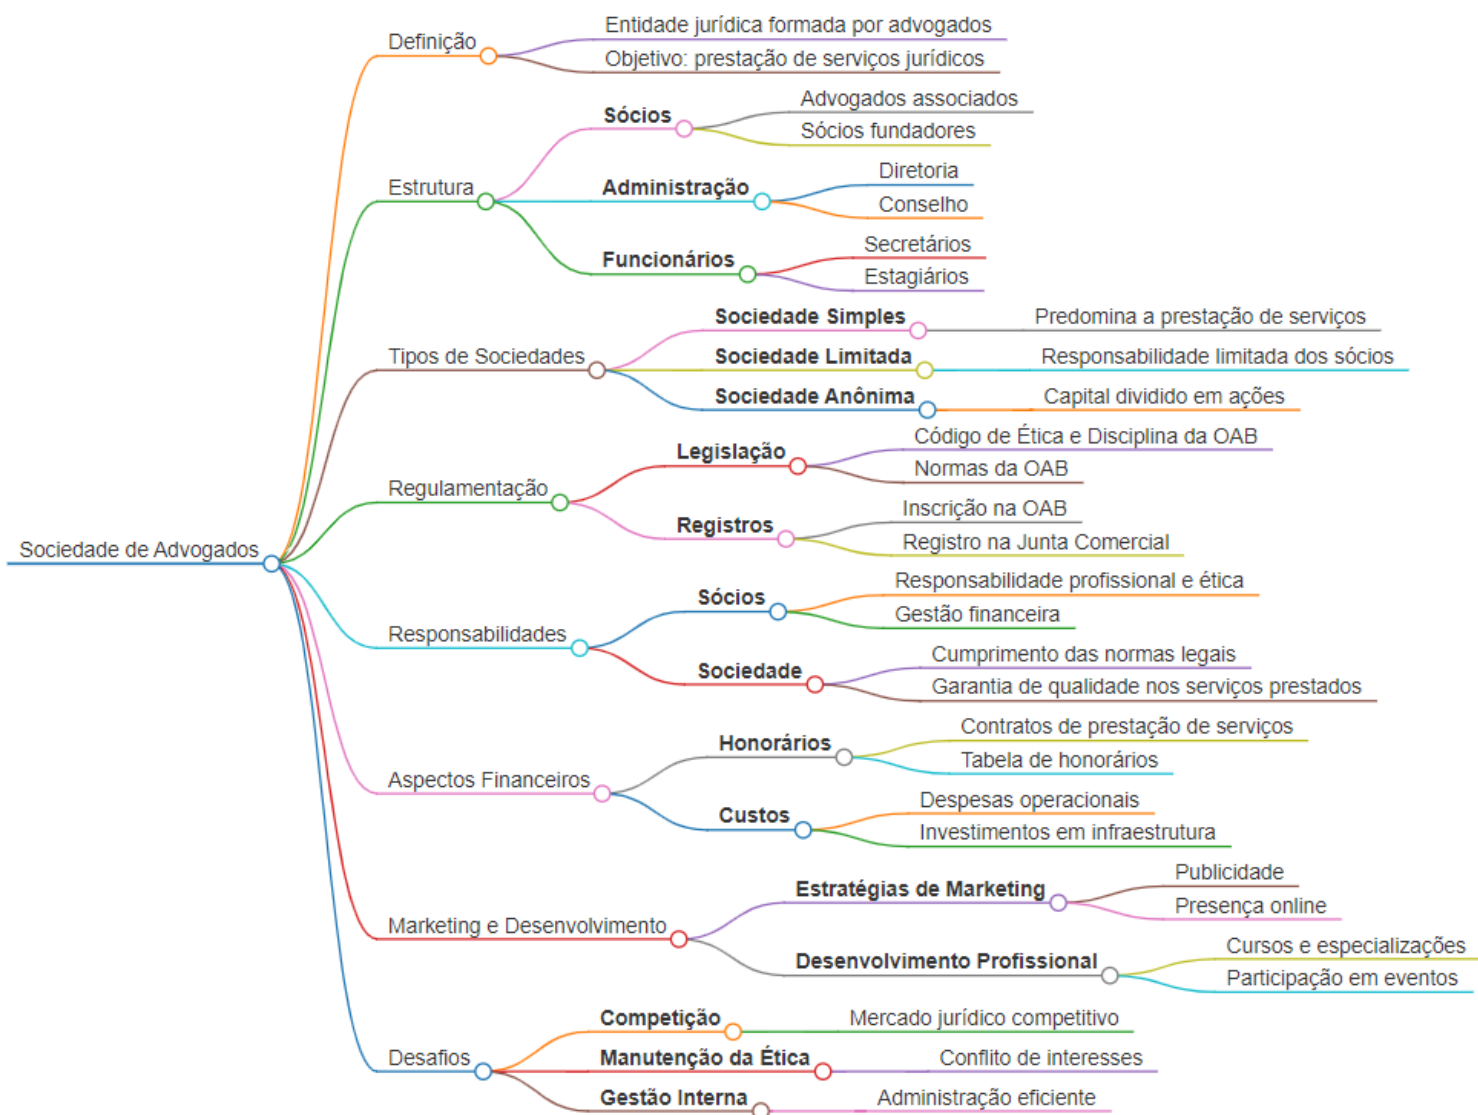 Sociedade de Advogados
Definição
Entidade jurídica formada por advogados
Objetivo: prestação de serviços jurídicos
Estrutura
Sócios
Advogados associados
Sócios fundadores
Administração
Diretoria
Conselho
Funcionários
Secretários
Estagiários
Tipos de Sociedades
Sociedade Simples
Predomina a prestação de serviços
Sociedade Limitada
Responsabilidade limitada dos sócios
Sociedade Anônima
Capital dividido em ações
Regulamentação
Legislação
Código de Ética e Disciplina da OAB
Normas da OAB
Registros
Inscrição na OAB
Registro na Junta Comercial
Responsabilidades
Sócios
Responsabilidade profissional e ética
Gestão financeira
Sociedade
Cumprimento das normas legais
Garantia de qualidade nos serviços prestados
Aspectos Financeiros
Honorários
Contratos de prestação de serviços
Tabela de honorários
Custos
Despesas operacionais
Investimentos em infraestrutura
Marketing e Desenvolvimento
Estratégias de Marketing
Publicidade
Presença online
Desenvolvimento Profissional
Cursos e especializações
Participação em eventos
Desafios
Competição
Mercado jurídico competitivo
Manutenção da Ética
Conflito de interesses
Gestão Interna
Administração eficiente